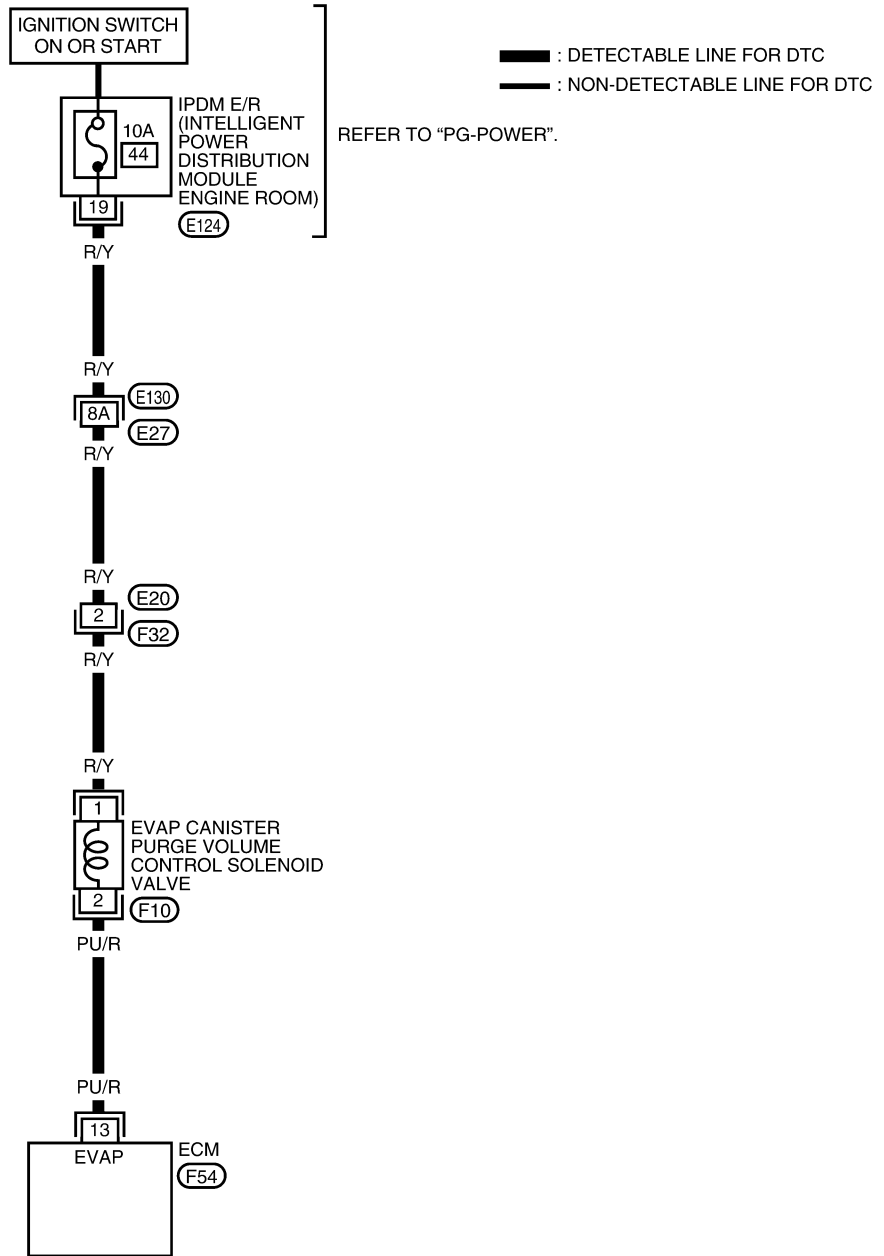 IGNITION SWITCH
ON OR START
: DETECTABLE LINE FOR DTC
: NON-DETECTABLE LINE FOR DTC
IPDM E/R
(INTELLIGENT
POWER
DISTRIBUTION
MODULE
ENGINE ROOM)
10A
44
REFER TO “PG-POWER”.
19
E124
R/Y
R/Y
E130
8A
E27
R/Y
R/Y
E20
2
F32
R/Y
R/Y
1
EVAP CANISTER
PURGE VOLUME
CONTROL SOLENOID
VALVE
2
F10
PU/R
PU/R
13
EVAP
ECM
F54